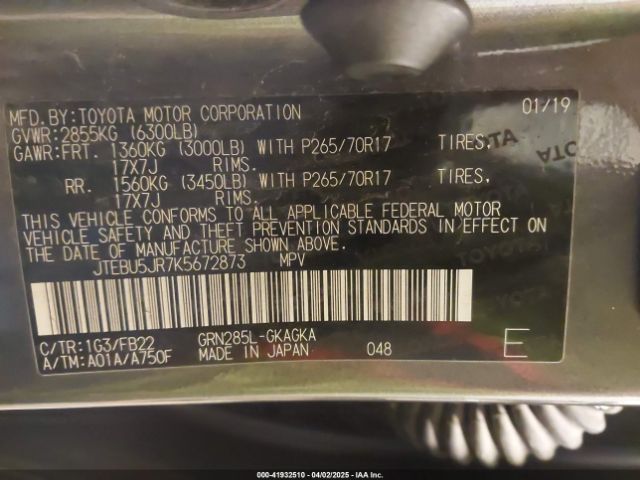 MFD. BY: TOYOTA MOTOR CORPORATION 01/19
GVWR: 2855KG (6300LB)
GAWR: FRT. 1360KG (3000LB) WITH P265/70R17 TIRES,
17X7J RIMS.
RR. 1560KG (3450LB) WITH P265/70R17 TIRES,
17X7J RIMS.
THIS VEHICLE CONFORMS TO ALL APPLICABLE FEDERAL MOTOR
VEHICLE SAFETY AND THEFT PREVENTION STANDARDS IN EFFECT ON
THE DATE OF MANUFACTURE SHOWN ABOVE.
JTEBU5JR7K5672873 MPV
C/TR: 1G3/FB22 GRN285L-GKAGKA
A/TM: A01A/A750F MADE IN JAPAN 048 E
000-41932510 - 04/02/2025 - IAA Inc.